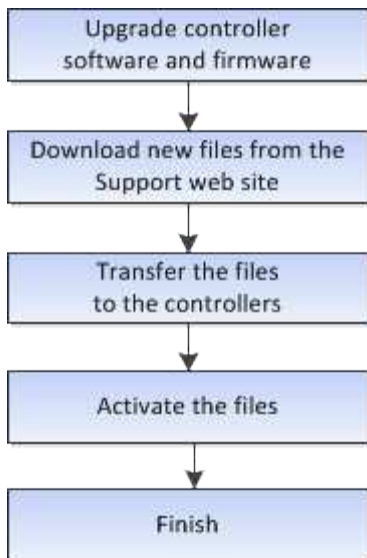 Upgrade controller
software and firmware
Download new files from the
Support web site
Transfer the files
to the controllers
Activate the files
Finish